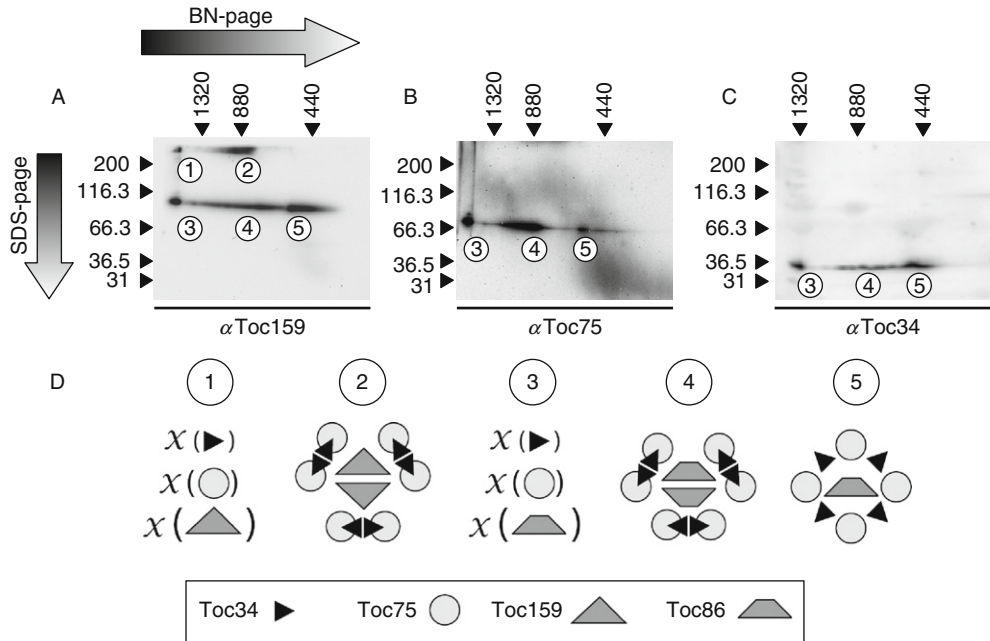 BN-page
SDS-page
A
1320
880
440
200
116.3
66.3
36.5
31
1
2
3
4
5
αToc159
B
1320
880
440
200
116.3
66.3
36.5
31
3
4
5
αToc75
C
1320
880
440
200
116.3
66.3
36.5
31
3
4
5
αToc34
D
1
2
3
4
5
x( )
x( )
x( )
x( )
x( )
x( )
Toc34
Toc75
Toc159
Toc86